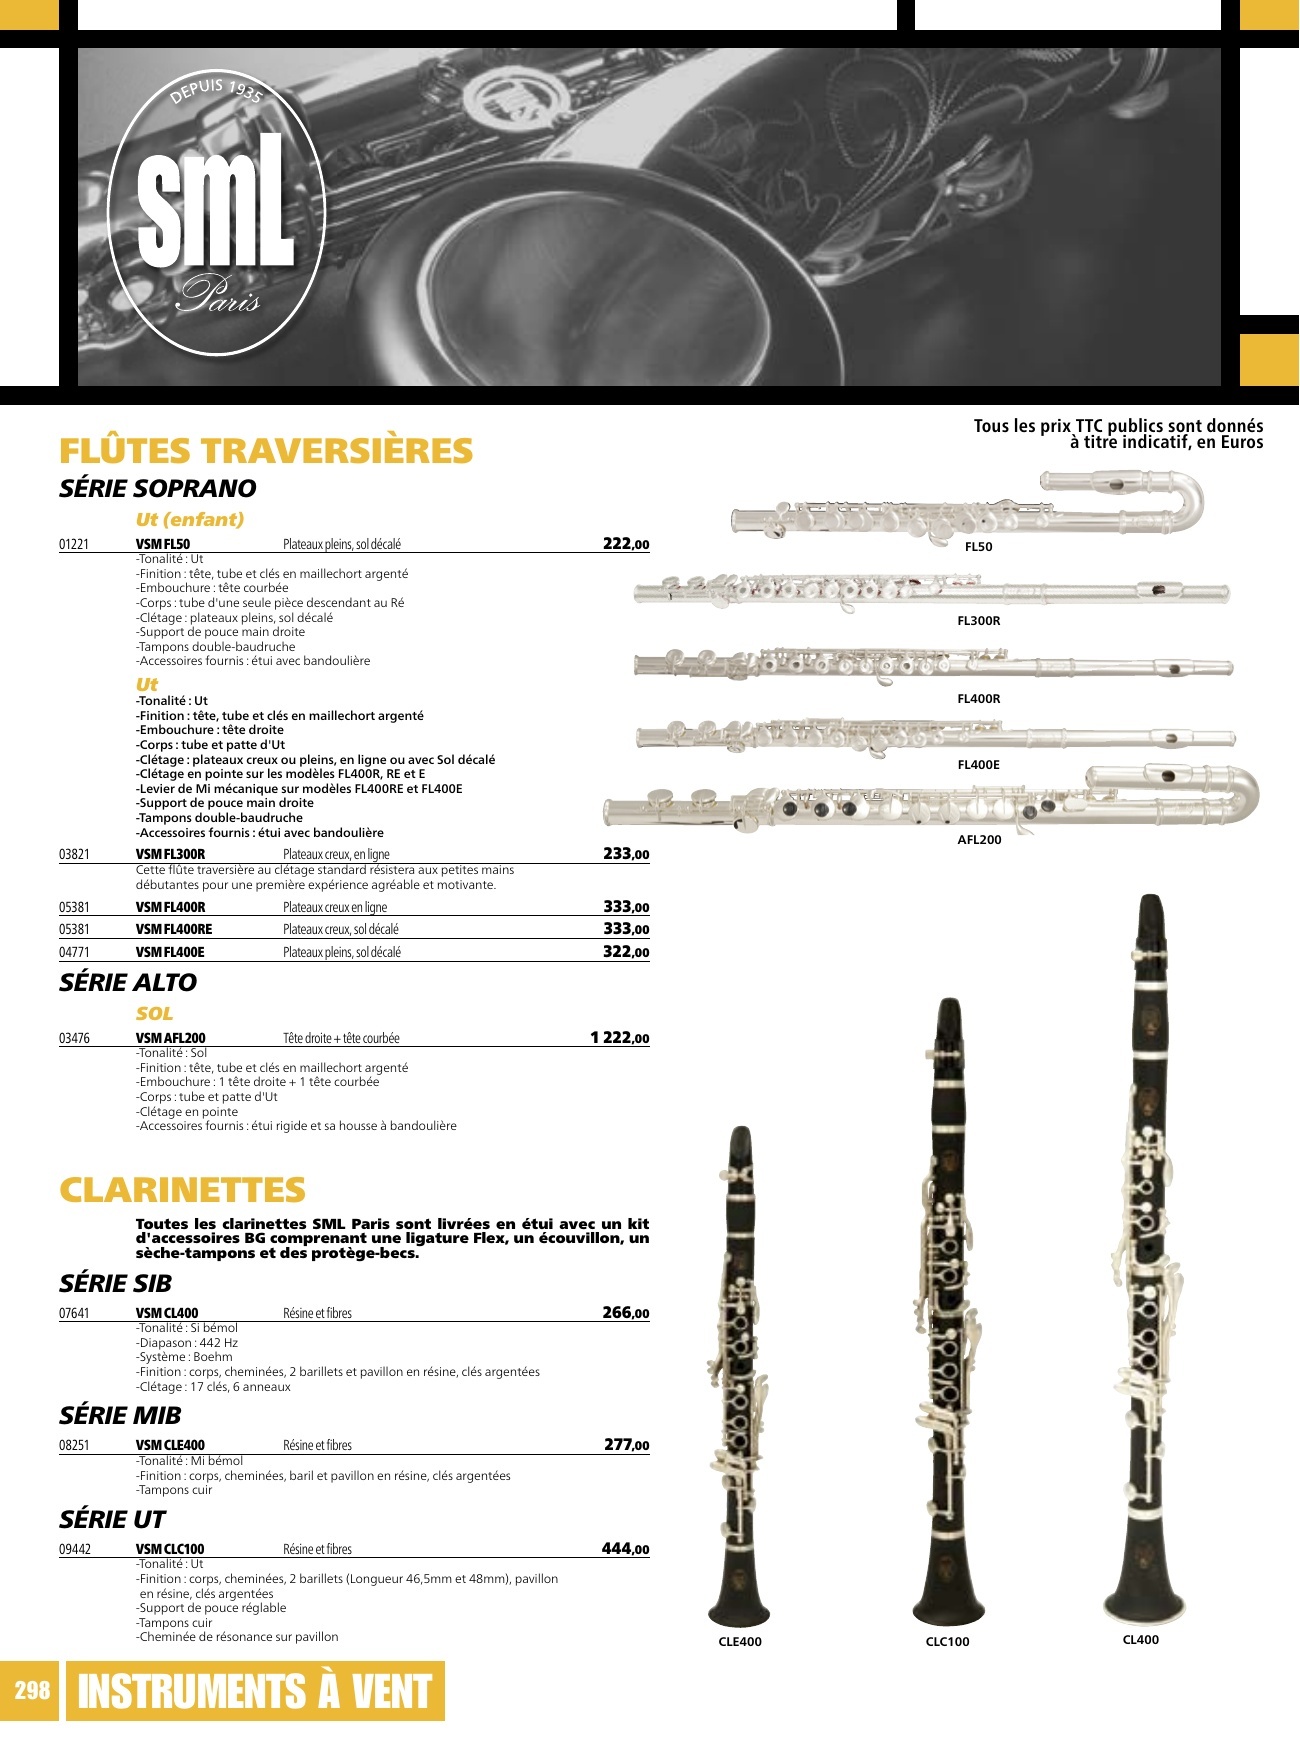 DEPUIS 1935
SML
Paris
Tous les prix TTC publics sont donnés
à titre indicatif, en Euros
FLÛTES TRAVERSIÈRES
SÉRIE SOPRANO
Ut (enfant)
01221 VSM FL50 Plateaux pleins, sol décalé 222,00
-Tonalité : Ut
-Finition : tête, tube et clés en maillechort argenté
-Embouchure : tête courbée
-Corps : tube d'une seule pièce descendant au Ré
-Clétage : plateaux pleins, sol décalé
-Support de pouce main droite
-Tampons double-baudruche
-Accessoires fournis : étui avec bandoulière
Ut
-Tonalité : Ut
-Finition : tête, tube et clés en maillechort argenté
-Embouchure : tête droite
-Corps : tube et patte d'Ut
-Clétage : plateaux creux ou pleins, en ligne ou avec Sol décalé
-Clétage en pointe sur les modèles FL400R, RE et E
-Levier de Mi mécanique sur modèles FL400RE et FL400E
-Support de pouce main droite
-Tampons double-baudruche
-Accessoires fournis : étui avec bandoulière
03821 VSM FL300R Plateaux creux, en ligne 233,00
Cette flûte traversière au clétage standard résistera aux petites mains
débutantes pour une première expérience agréable et motivante.
05381 VSM FL400R Plateaux creux en ligne 333,00
05381 VSM FL400RE Plateaux creux, sol décalé 333,00
04771 VSM FL400E Plateaux pleins, sol décalé 322,00
SÉRIE ALTO
SOL
03476 VSM AFL200 Tête droite + tête courbée 1 222,00
-Tonalité : Sol
-Finition : tête, tube et clés en maillechort argenté
-Embouchure : 1 tête droite + 1 tête courbée
-Corps : tube et patte d'Ut
-Clétage en pointe
-Accessoires fournis : étui rigide et sa housse à bandoulière
CLARINETTES
Toutes les clarinettes SML Paris sont livrées en étui avec un kit
d'accessoires BG comprenant une ligature Flex, un écouvillon, un
sèche-tampons et des protège-becs.
SÉRIE SIB
07641 VSM CL400 Résine et fibres 266,00
-Tonalité : Si bémol
-Diapason : 442 Hz
-Système : Boehm
-Finition : corps, cheminées, 2 barillets et pavillon en résine, clés argentées
-Clétage : 17 clés, 6 anneaux
SÉRIE MIB
08251 VSM CLE400 Résine et fibres 277,00
-Tonalité : Mi bémol
-Finition : corps, cheminées, baril et pavillon en résine, clés argentées
-Tampons cuir
SÉRIE UT
09442 VSM CLC100 Résine et fibres 444,00
-Tonalité : Ut
-Finition : corps, cheminées, 2 barillets (Longueur 46,5mm et 48mm), pavillon
en résine, clés argentées
-Support de pouce réglable
-Tampons cuir
-Cheminée de résonance sur pavillon
FL50
FL300R
FL400R
FL400E
AFL200
CLE400
CLC100
CL400
298
INSTRUMENTS À VENT